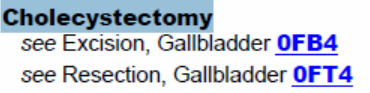 Cholecystectomy
see Excision, Gallbladder 0FB4
see Resection, Gallbladder 0FT4